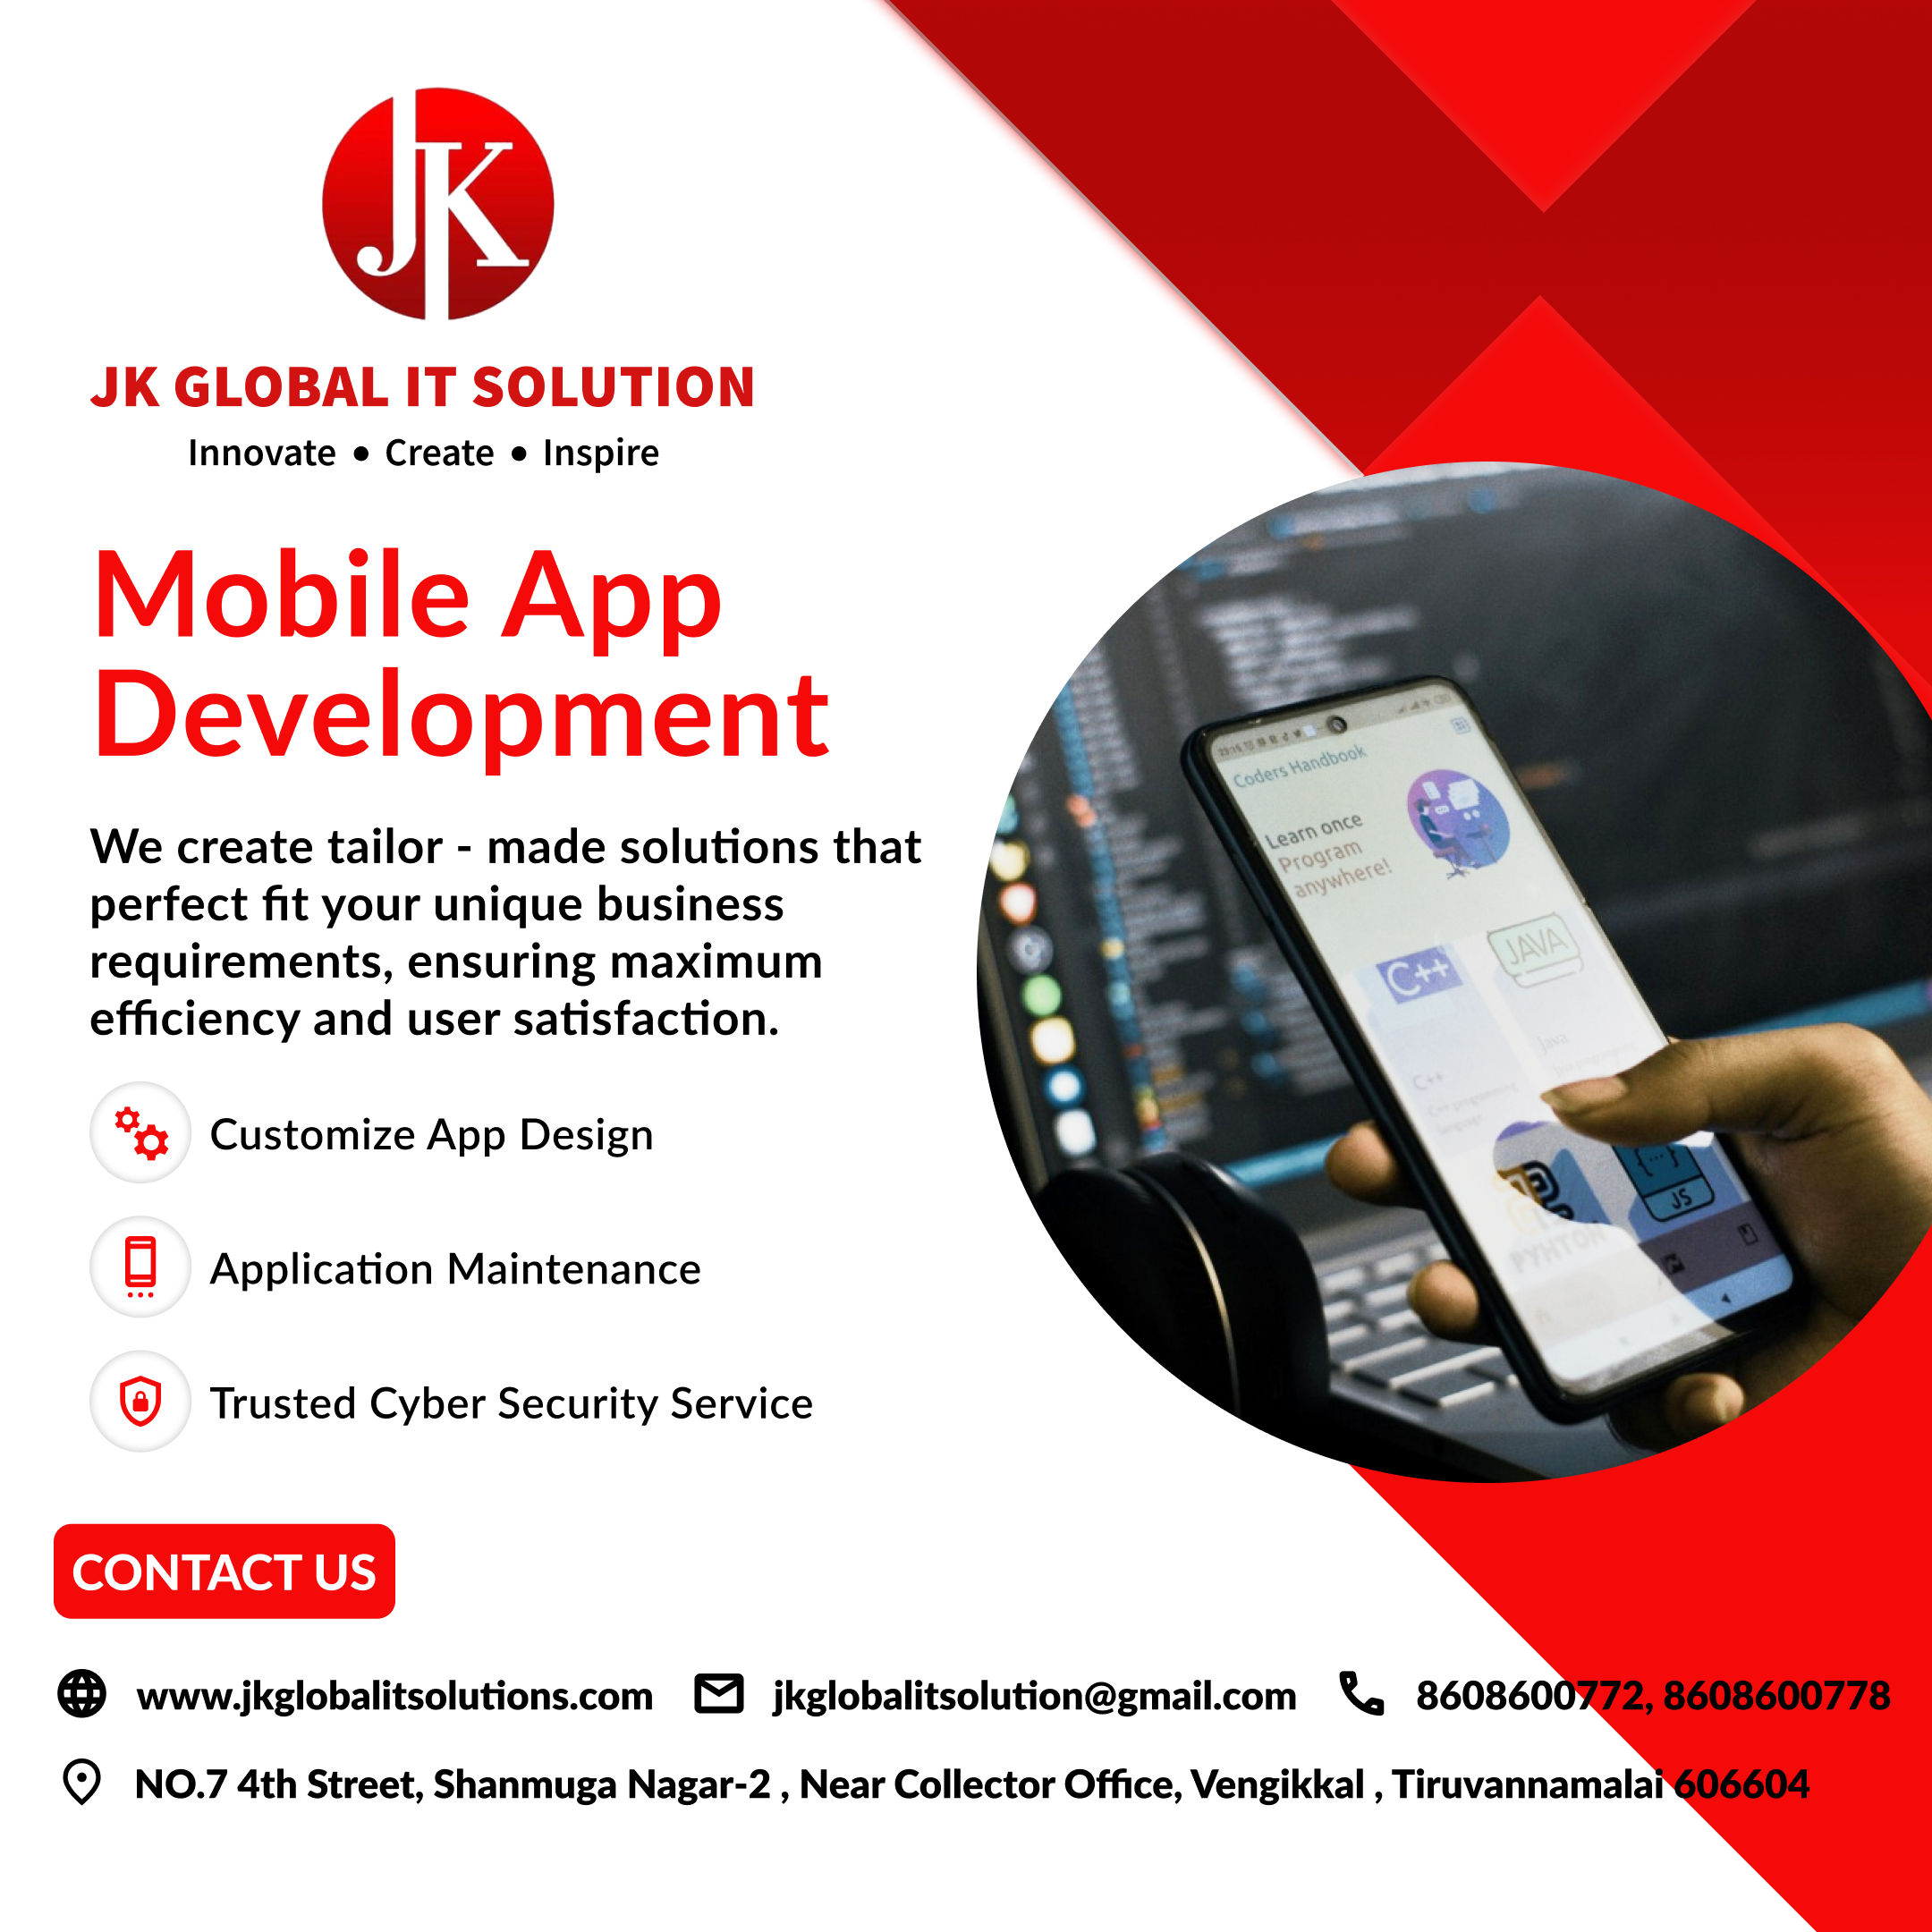 JK
JK GLOBAL IT SOLUTION
Innovate • Create • Inspire
Mobile App
Development
We create tailor - made solutions that
perfect fit your unique business
requirements, ensuring maximum
efficiency and user satisfaction.
Customize App Design
Application Maintenance
Trusted Cyber Security Service
Coders Handbook
Learn once
Program
anywhere!
C++
JAVA
C++
Java
JS
CONTACT US
www.jkglobalitsolutions.com jkglobalitsolution@gmail.com 8608600772, 8608600778
NO.7 4th Street, Shanmuga Nagar-2 , Near Collector Office, Vengikkal , Tiruvannamalai 606604